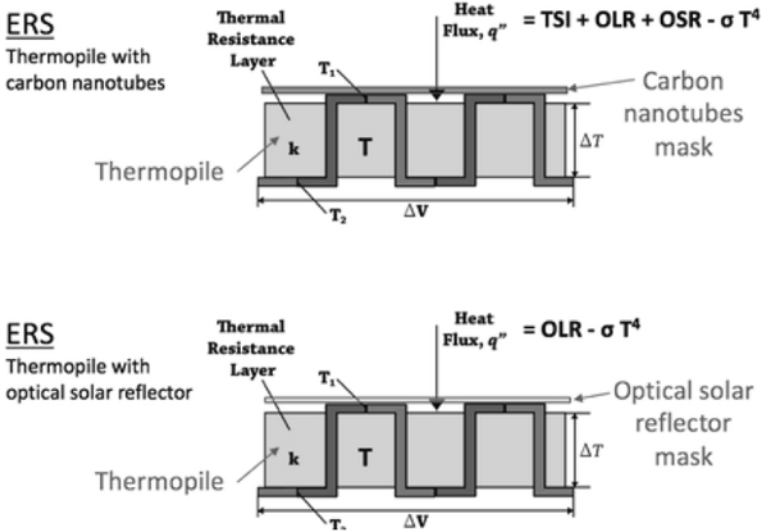 ERS
Thermopile with
carbon nanotubes
Thermal
Resistance
Layer
T₁
Heat
Flux, q”
= TSI + OLR + OSR - σ T⁴
Carbon
nanotubes
mask
Thermopile
k
T
ΔT
T₂
ΔV
ERS
Thermopile with
optical solar reflector
Thermal
Resistance
Layer
T₁
Heat
Flux, q”
= OLR - σ T⁴
Optical solar
reflector
mask
Thermopile
k
T
ΔT
ΔV